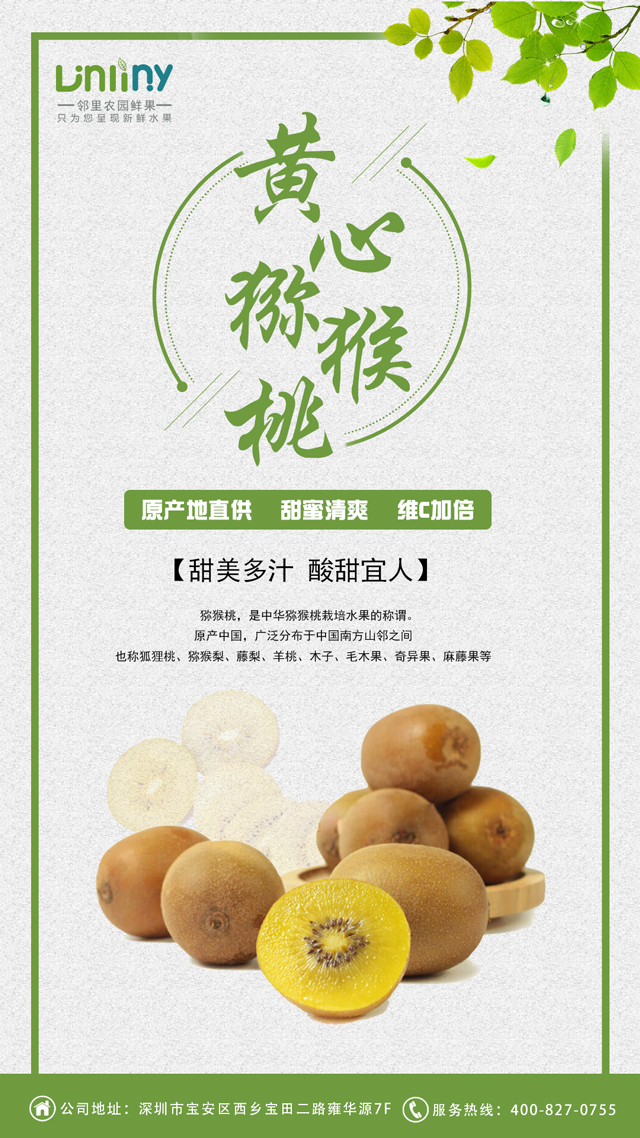 Linliny
邻里农园鲜果
只为您呈现新鲜水果
黄心猕猴桃
原产地直供 甜蜜清爽 维C加倍
【甜美多汁 酸甜宜人】
猕猴桃，是中华猕猴桃栽培水果的称谓。
原产中国，广泛分布于中国南方山邻之间
也称狐狸桃、猕猴梨、藤梨、羊桃、木子、毛木果、奇异果、麻藤果等
公司地址：深圳市宝安区西乡宝田二路雍华源7F 服务热线：400-827-0755